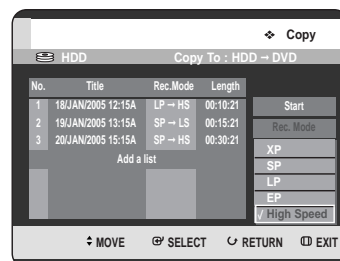 ❖ Copy
HDD Copy To : HDD → DVD
No. Title Rec.Mode Length
1 18/JAN/2005 12:15A LP → HS 00:10:21
2 19/JAN/2005 13:15A SP → LS 00:15:21
3 20/JAN/2005 15:15A SP → HS 00:30:21
Add a list
Start
Rec. Mode
XP
SP
LP
EP
√ High Speed
MOVE SELECT RETURN EXIT